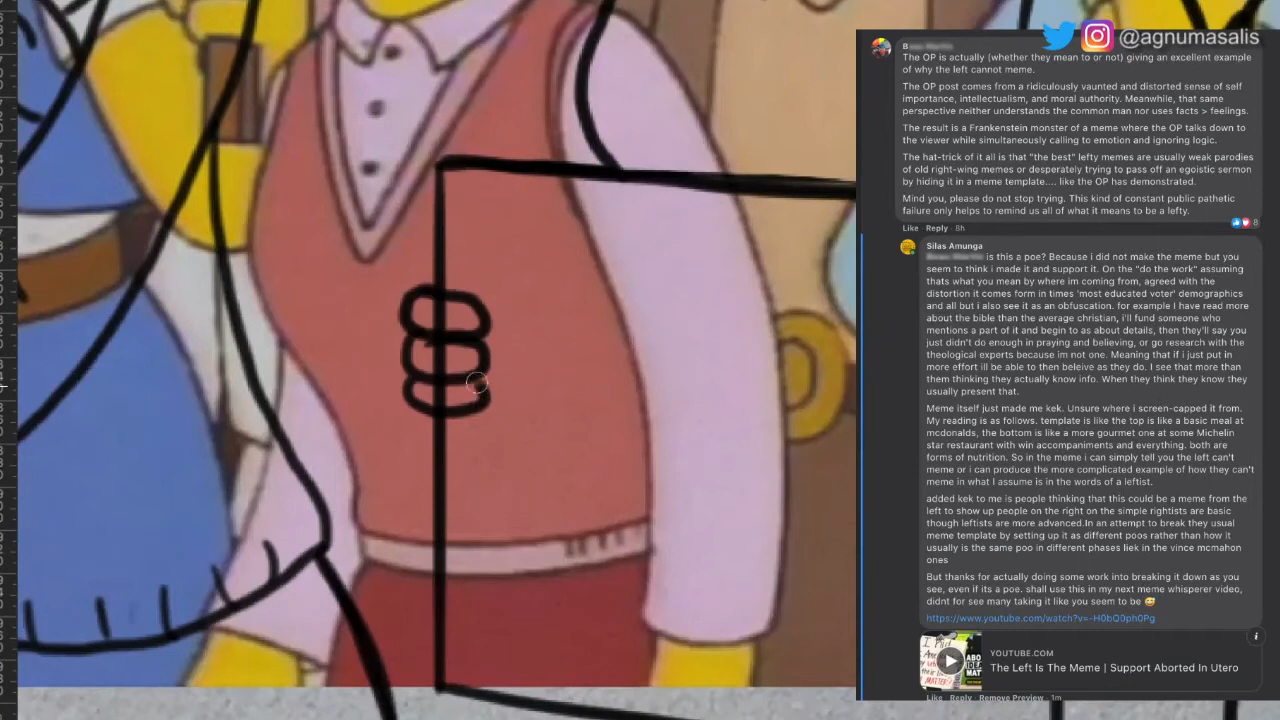 @agnumasalis
B
The OP is actually (whether they mean to or not) giving an excellent example
of why the left cannot meme.
The OP post comes from a ridiculously vaunted and distorted sense of self
importance, intellectualism, and moral authority. Meanwhile, that same
perspective neither understands the common man nor uses facts > feelings.
The result is a Frankenstein monster of a meme where the OP talks down to
the viewer while simultaneously calling to emotion and ignoring logic.
The hat-trick of it all is that "the best" lefty memes are usually weak parodies
of old right-wing memes or desperately trying to pass off an egoistic sermon
by hiding it in a meme template.... like the OP has demonstrated.
Mind you, please do not stop trying. This kind of constant public pathetic
failure only helps to remind us all of what it means to be a lefty.
8
Like · Reply · 8h
Silas Amunga
is this a poe? Because i did not make the meme but you
seem to think i made it and support it. On the "do the work" assuming
thats what you mean by where im coming from, agreed with the
distortion it comes form in times 'most educated voter' demographics
and all but i also see it as an obfuscation. for example I have read more
about the bible than the average christian, i'll fund someone who
mentions a part of it and begin to as about details, then they'll say you
just didn't do enough in praying and believing, or go research with the
theological experts because im not one. Meaning that if i just put in
more effort ill be able to then beleive as they do. I see that more than
them thinking they actually know info. When they think they know they
usually present that.
Meme itself just made me kek. Unsure where i screen-capped it from.
My reading is as follows. template is like the top is like a basic meal at
mcdonalds, the bottom is like a more gourmet one at some Michelin
star restaurant with win accompaniments and everything. both are
forms of nutrition. So in the meme i can simply tell you the left can't
meme or i can produce the more complicated example of how they can't
meme in what I assume is in the words of a leftist.
added kek to me is people thinking that this could be a meme from the
left to show up people on the right on the simple rightists are basic
though leftists are more advanced.In an attempt to break they usual
meme template by setting up it as different poos rather than how it
usually is the same poo in different phases liek in the vince mcmahon
ones
But thanks for actually doing some work into breaking it down as you
see, even if its a poe. shall use this in my next meme whisperer video,
didnt for see many taking it like you seem to be 😅
https://www.youtube.com/watch?v=-H0bQ0ph0Pg
YOUTUBE.COM
The Left Is The Meme | Support Aborted In Utero
Like · Reply · Remove Preview · 1m